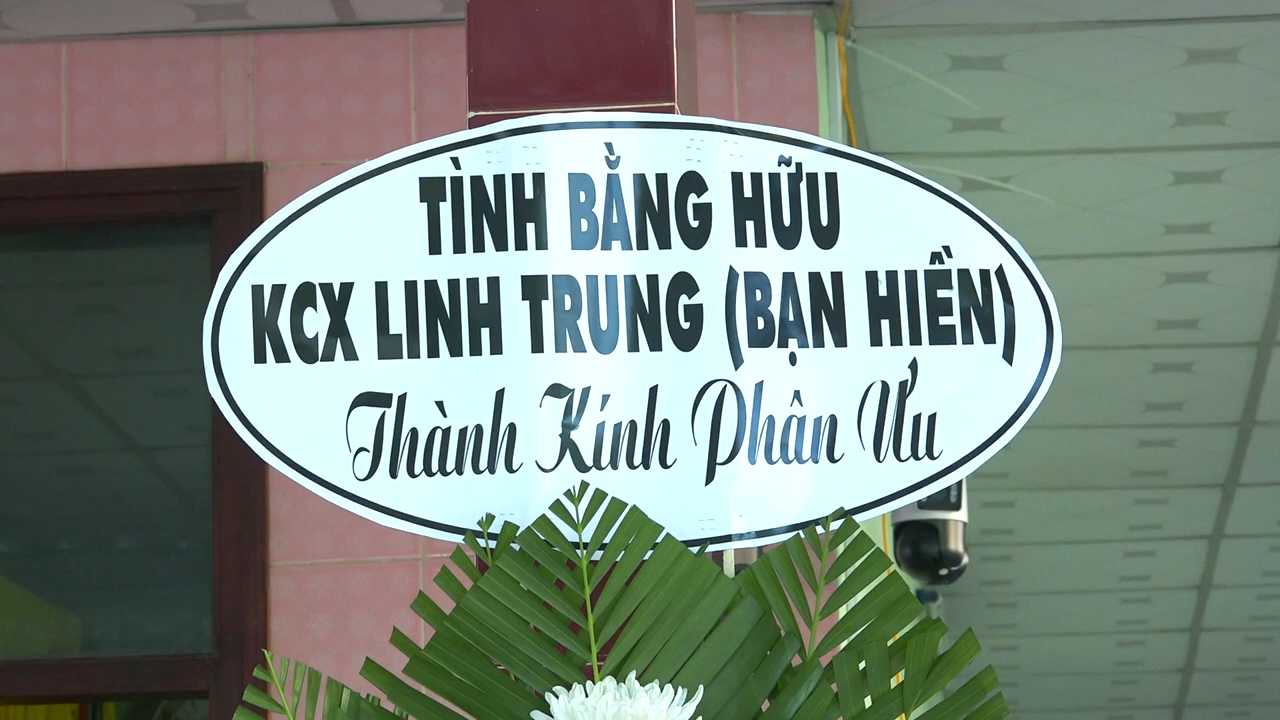 TÌNH BẰNG HỮU
KCX LINH TRUNG (BẠN HIỀN)
Thành Kính Phân Ưu